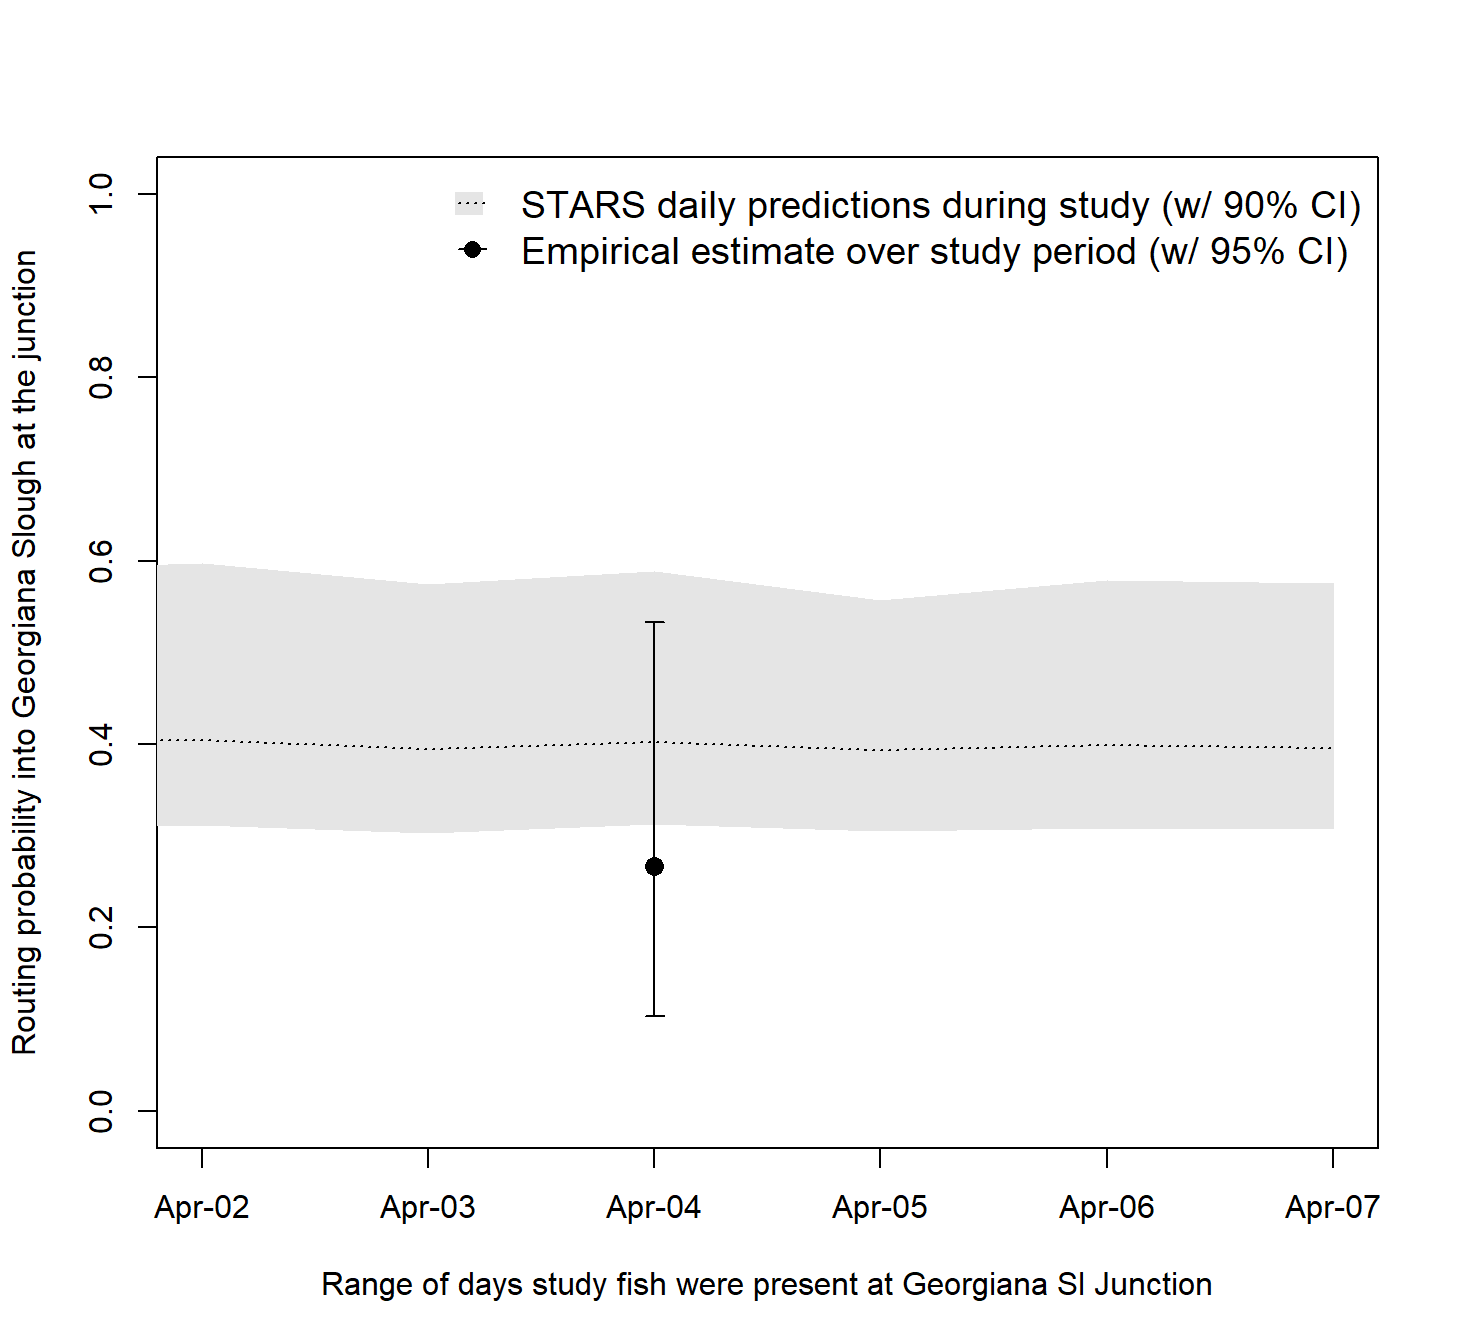 STARS daily predictions during study (w/ 90% CI)
Empirical estimate over study period (w/ 95% CI)
Routing probability into Georgiana Slough at the junction
1.0
0.8
0.6
0.4
0.2
0.0
Apr-02 Apr-03 Apr-04 Apr-05 Apr-06 Apr-07
Range of days study fish were present at Georgiana Sl Junction